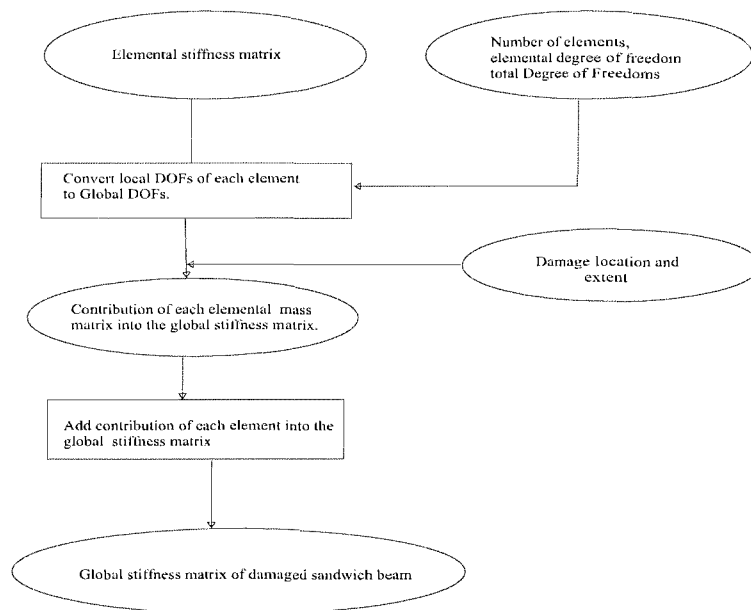 Elemental stiffness matrix
Number of elements,
elemental degree of freedom
total Degree of Freedoms
Convert local DOFs of each element
to Global DOFs.
Damage location and
extent
Contribution of each elemental mass
matrix into the global stiffness matrix.
Add contribution of each element into the
global stiffness matrix
Global stiffness matrix of damaged sandwich beam